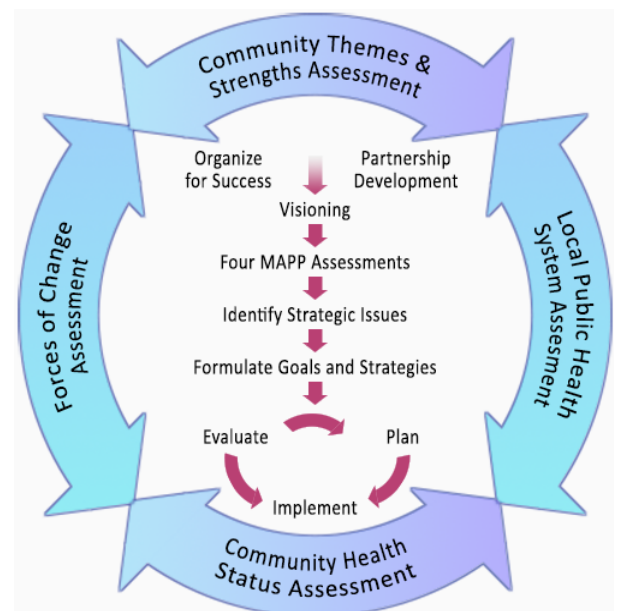 Community Themes &
Strengths Assessment
Organize
for Success
Partnership
Development
Visioning
Four MAPP Assessments
Identify Strategic Issues
Formulate Goals and Strategies
Evaluate
Plan
Implement
Forces of Change
Assessment
Local Public Health
System Assesment
Community Health
Status Assessment